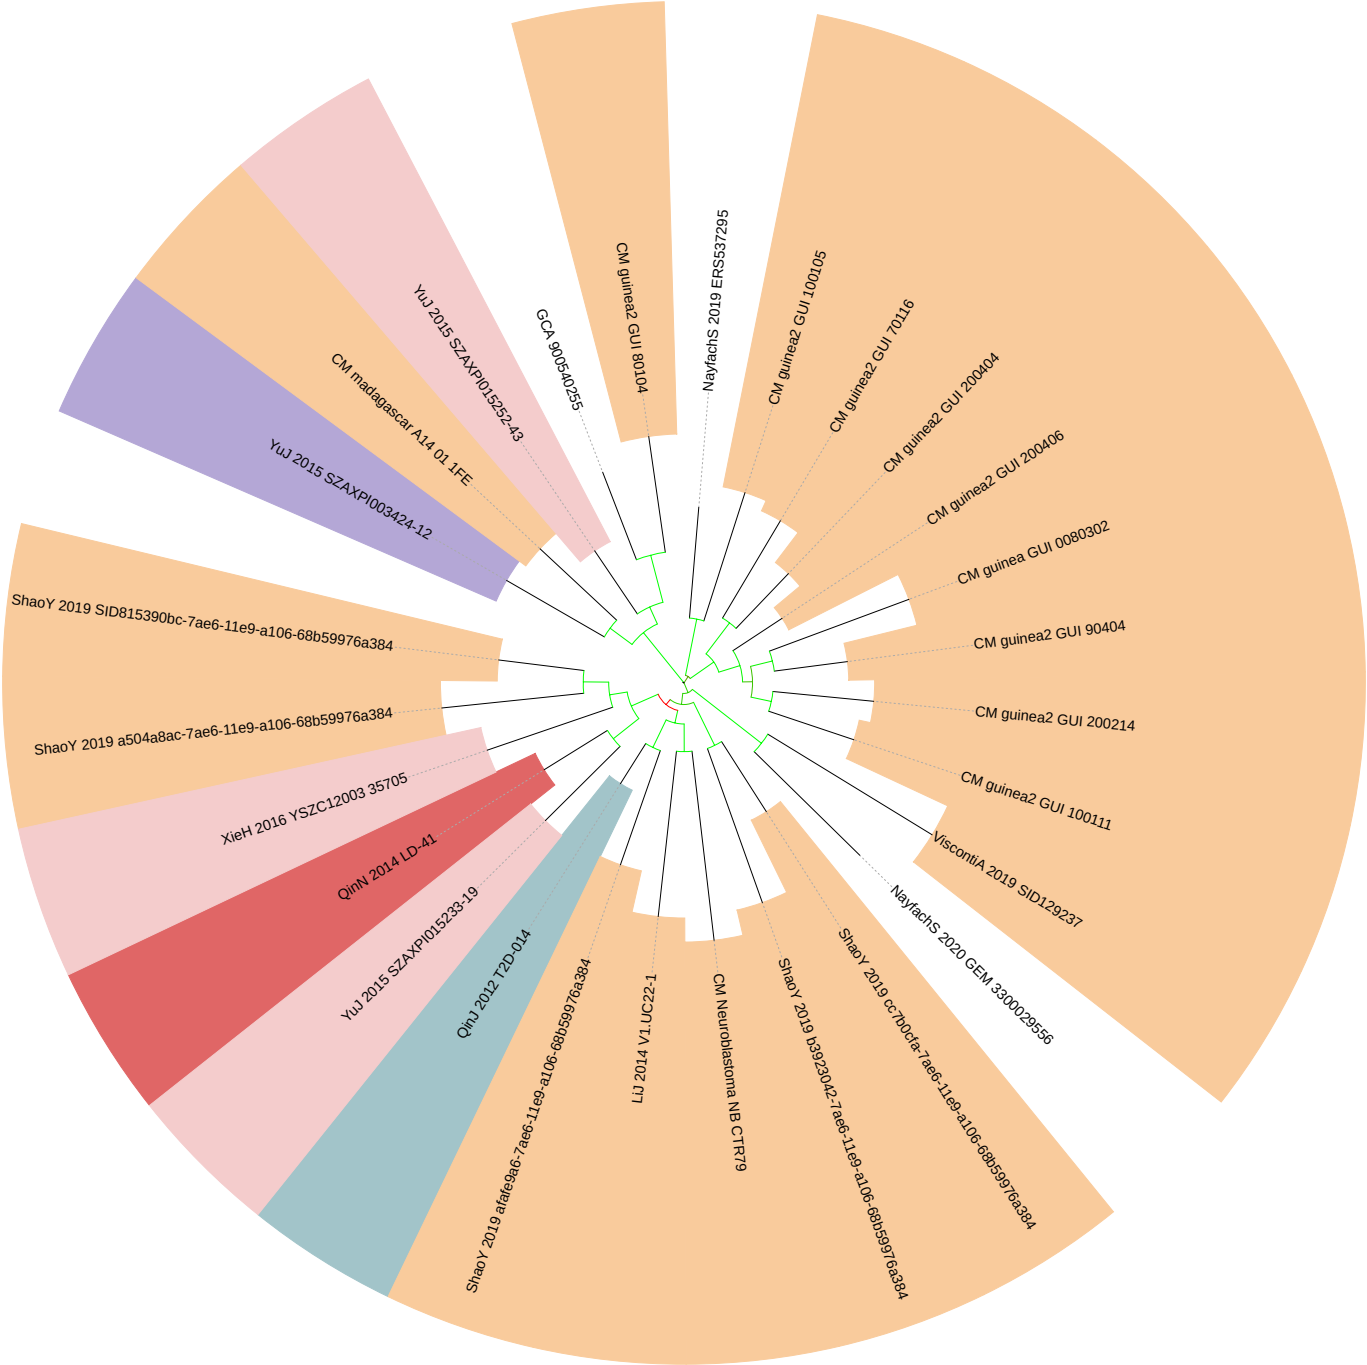 NayfachS 2019 ERS537295
CM guinea2 GUI 100105
CM guinea2 GUI 70116
CM guinea2 GUI 200404
CM guinea2 GUI 200406
CM guinea GUI 0080302
CM guinea2 GUI 90404
CM guinea2 GUI 200214
CM guinea2 GUI 100111
ViscontiA 2019 SID129237
NayfachS 2020 GEM 3300029556
ShaoY 2019 cc7b0cfa-7ae6-11e9-a106-68b59976a384
ShaoY 2019 b3923042-7ae6-11e9-a106-68b59976a384
CM Neuroblastoma NB CTR79
LiJ 2014 V1.UC22-1
ShaoY 2019 afafe9a6-7ae6-11e9-a106-68b59976a384
QinJ 2012 T2D-014
YuJ 2015 SZAXPI015233-19
QinN 2014 LD-41
XieH 2016 YSZC12003 35705
ShaoY 2019 a504a8ac-7ae6-11e9-a106-68b59976a384
ShaoY 2019 SID815390bc-7ae6-11e9-a106-68b59976a384
YuJ 2015 SZAXPI003424-12
CM madagascar A14 01 1FE
YuJ 2015 SZAXPI015252-43
GCA 900540255
CM guinea2 GUI 80104